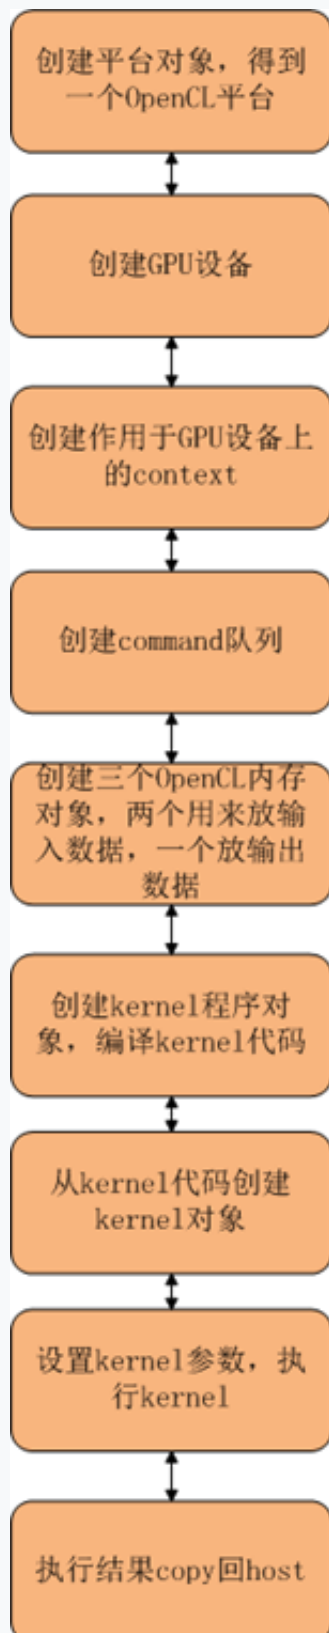 创建平台对象，得到
一个OpenCL平台
创建GPU设备
创建作用于GPU设备上
的context
创建command队列
创建三个OpenCL内存
对象，两个用来放输
入数据，一个放输出
数据
创建kernel程序对
象，编译kernel代码
从kernel代码创建
kernel对象
设置kernel参数，执
行kernel
执行结果copy回host